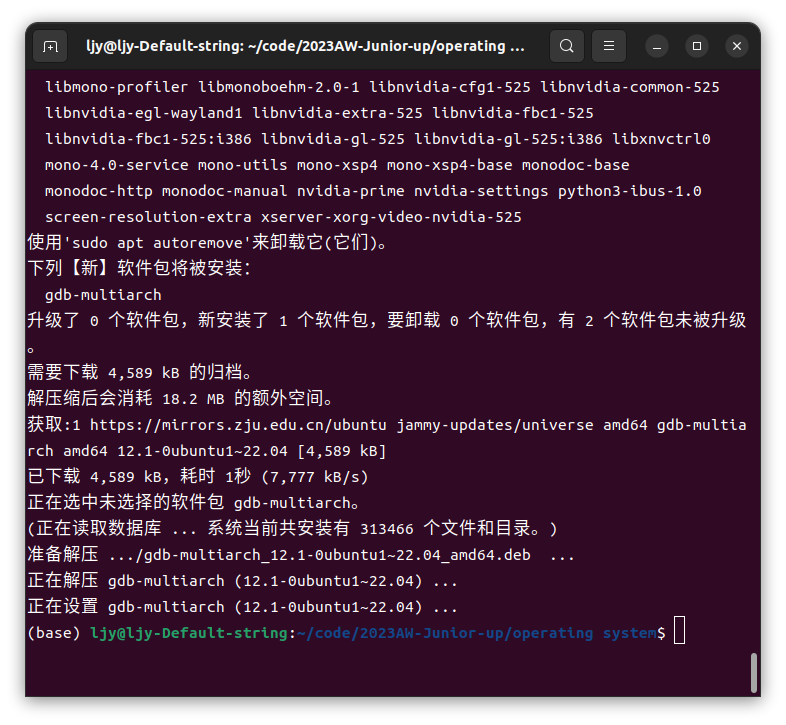 ljy@ljy-Default-string: ~/code/2023AW-Junior-up/operating ...
libmono-profiler libmonoboehm-2.0-1 libnvidia-cfg1-525 libnvidia-common-525
libnvidia-egl-wayland1 libnvidia-extra-525 libnvidia-fbc1-525
libnvidia-fbc1-525:i386 libnvidia-gl-525 libnvidia-gl-525:i386 libxnvctrl0
mono-4.0-service mono-utils mono-xsp4 mono-xsp4-base monodoc-base
monodoc-http monodoc-manual nvidia-prime nvidia-settings python3-ibus-1.0
screen-resolution-extra xserver-xorg-video-nvidia-525
使用'sudo apt autoremove'来卸载它(它们)。
下列【新】软件包将被安装：
gdb-multiarch
升级了 0 个软件包，新安装了 1 个软件包，要卸载 0 个软件包，有 2 个软件包未被升级
。
需要下载 4,589 kB 的归档。
解压缩后会消耗 18.2 MB 的额外空间。
获取:1 https://mirrors.zju.edu.cn/ubuntu jammy-updates/universe amd64 gdb-multia
rch amd64 12.1-0ubuntu1~22.04 [4,589 kB]
已下载 4,589 kB，耗时 1秒 (7,777 kB/s)
正在选中未选择的软件包 gdb-multiarch。
(正在读取数据库 ... 系统当前共安装有 313466 个文件和目录。)
准备解压 .../gdb-multiarch_12.1-0ubuntu1~22.04_amd64.deb  ...
正在解压 gdb-multiarch (12.1-0ubuntu1~22.04) ...
正在设置 gdb-multiarch (12.1-0ubuntu1~22.04) ...
(base) ljy@ljy-Default-string:~/code/2023AW-Junior-up/operating system$